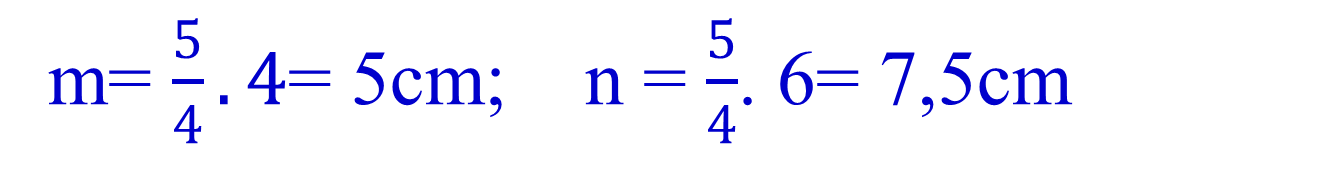 m= 5/4 . 4= 5cm; n = 5/4. 6= 7,5cm